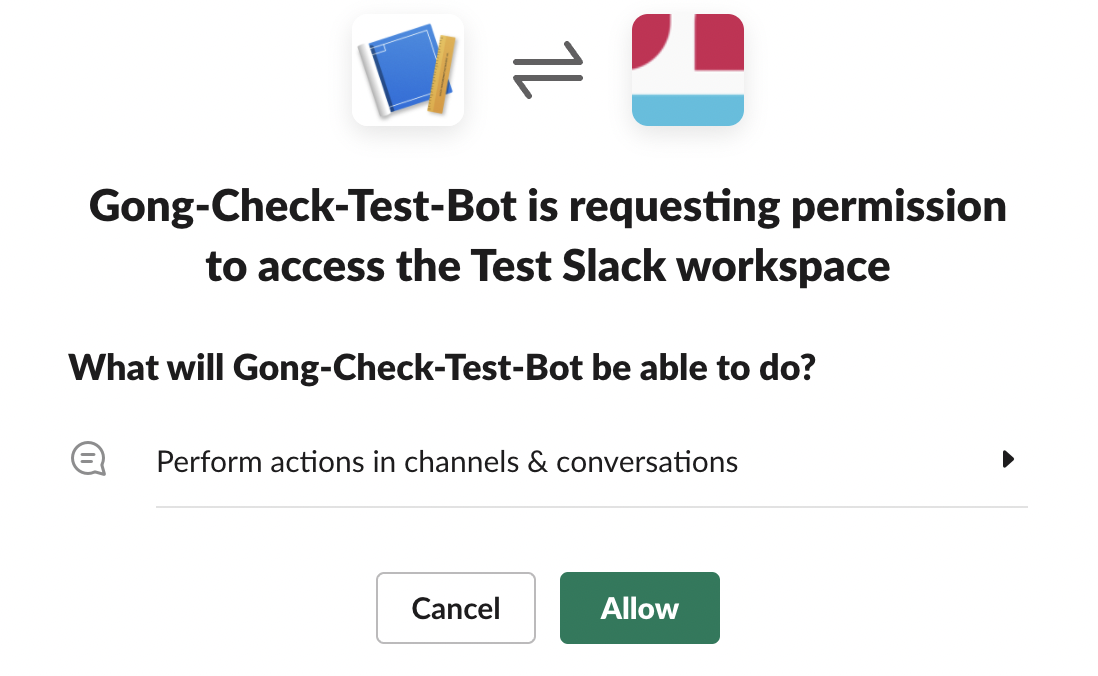 Gong-Check-Test-Bot is requesting permission
to access the Test Slack workspace
What will Gong-Check-Test-Bot be able to do?
Perform actions in channels & conversations
Cancel
Allow